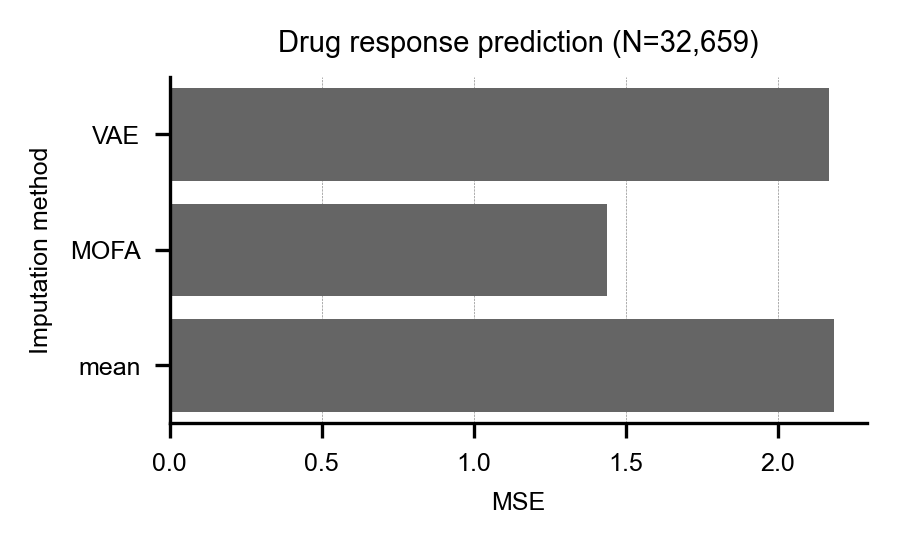 Drug response prediction (N=32,659)
Imputation method
VAE
MOFA
mean
0.0 0.5 1.0 1.5 2.0
MSE